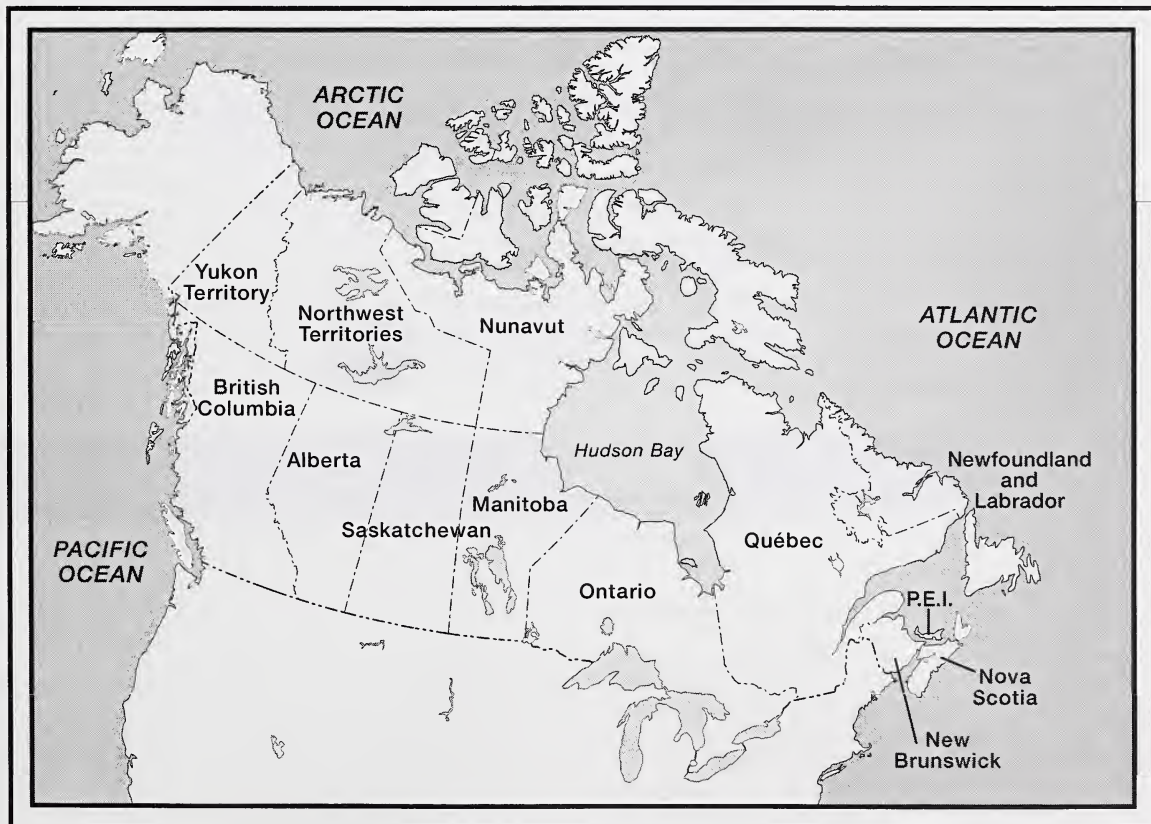 ARCTIC
OCEAN
Yukon
Territory
Northwest
Territories
Nunavut
ATLANTIC
OCEAN
British
Columbia
Alberta
Hudson Bay
Newfoundland
and
Labrador
Manitoba
Saskatchewan
Québec
PACIFIC
OCEAN
Ontario
P.E.I.
Nova
Scotia
New
Brunswick